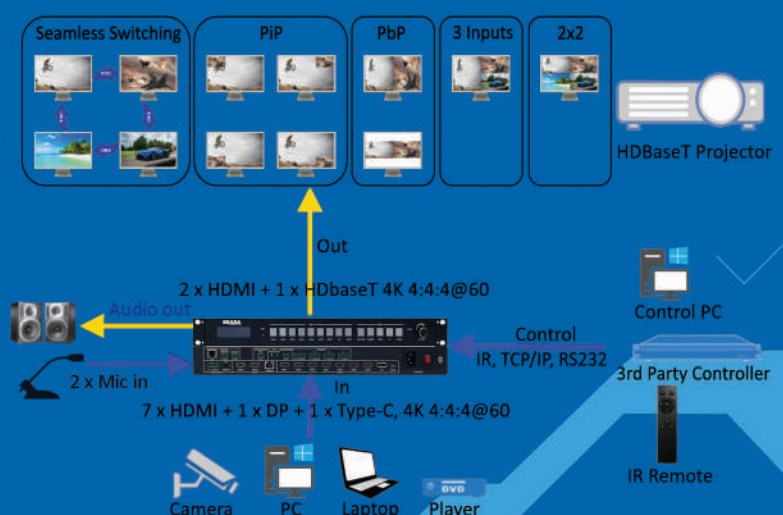 Seamless Switching
PiP
PbP
3 Inputs
2x2
HDBaseT Projector
Out
2 x HDMI + 1 x HDbaseT 4K 4:4:4@60
Audio out
Control PC
Control
IR, TCP/IP, RS232
3rd Party Controller
2 x Mic in
In
7 x HDMI + 1 x DP + 1 x Type-C, 4K 4:4:4@60
IR Remote
DVD
Camera
PC
Laptop
Player